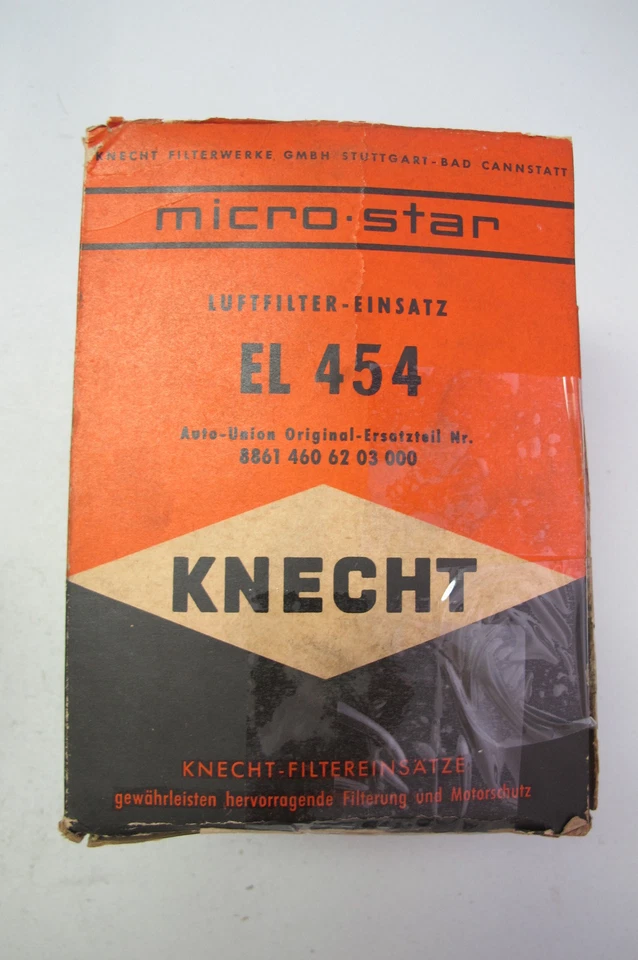 KNECHT FILTERWERKE GMBH STUTTGART-BAD CANNSTATT
micro·star
LUFTFILTER-EINSATZ
EL 454
Auto-Union Original-Ersatzteil Nr.
8861 460 62 03 000
KNECHT
KNECHT-FILTEREINSÄTZE
gewährleisten hervorragende Filterung und Motorschutz